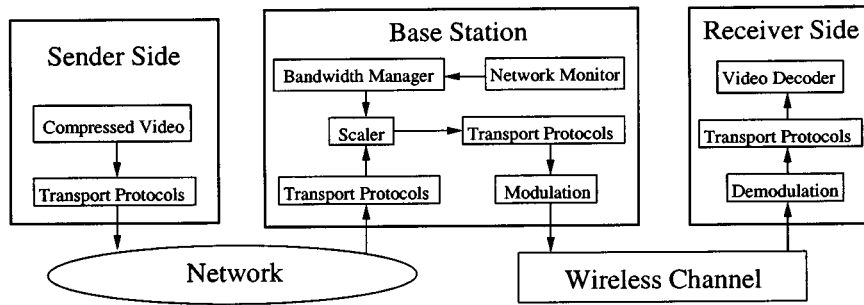 Sender Side
Compressed Video
Transport Protocols
Base Station
Bandwidth Manager
Network Monitor
Scaler
Transport Protocols
Transport Protocols
Modulation
Receiver Side
Video Decoder
Transport Protocols
Demodulation
Network
Wireless Channel